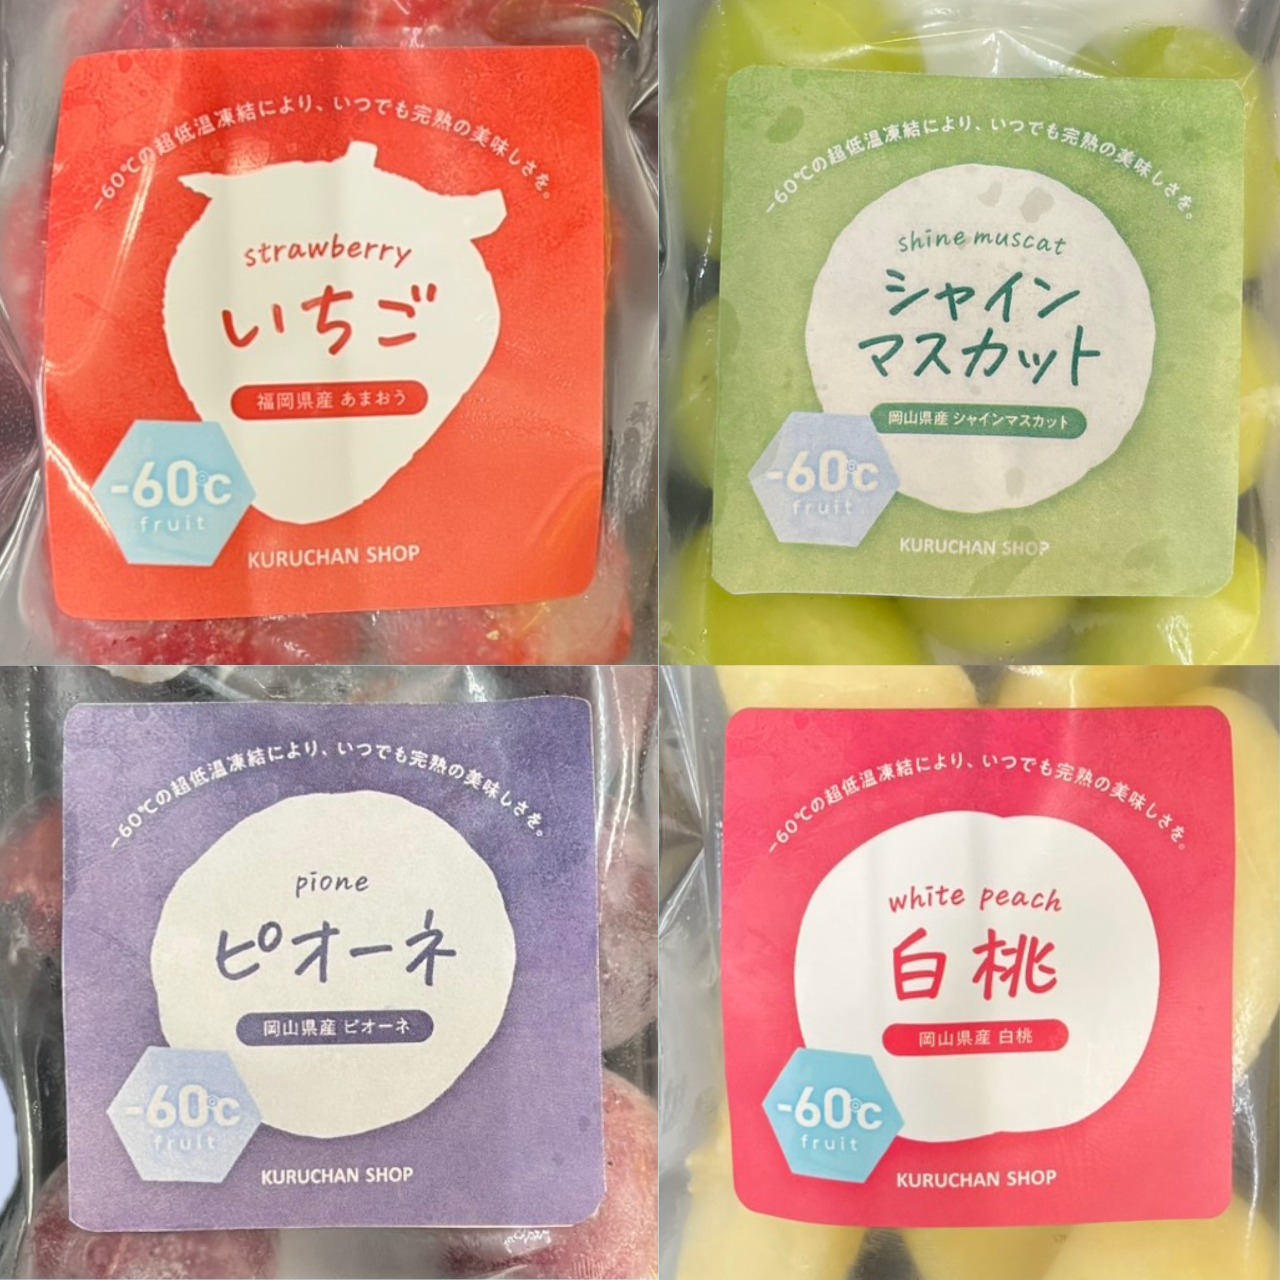 -60℃の超低温凍結により、いつでも完熟の美味しさを。
strawberry
いちご
福岡県産 あまおう
-60℃
fruit
KURUCHAN SHOP
-60℃の超低温凍結により、いつでも完熟の美味しさを。
shine muscat
シャイン
マスカット
岡山県産 シャインマスカット
-60℃
fruit
KURUCHAN SHOP
-60℃の超低温凍結により、いつでも完熟の美味しさを。
pione
ピオーネ
岡山県産 ピオーネ
-60℃
fruit
KURUCHAN SHOP
-60℃の超低温凍結により、いつでも完熟の美味しさを。
white peach
白桃
岡山県産 白桃
-60℃
fruit
KURUCHAN SHOP